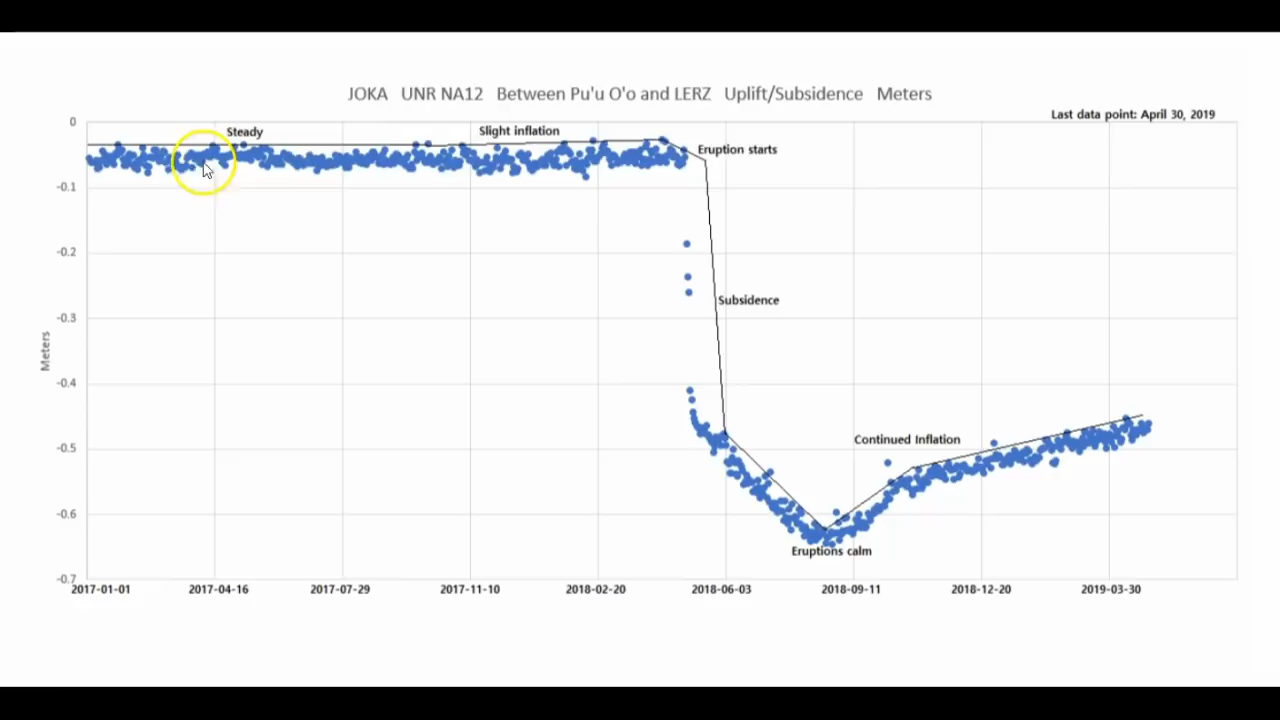 JOKA UNR NA12 Between Pu'u O'o and LERZ Uplift/Subsidence Meters
Last data point: April 30, 2019
0
Steady
Slight inflation
Eruption starts
-0.1
-0.2
Subsidence
-0.3
Meters
-0.4
Continued Inflation
-0.5
-0.6
Eruptions calm
-0.7
2017-01-01 2017-04-16 2017-07-29 2017-11-10 2018-02-20 2018-06-03 2018-09-11 2018-12-20 2019-03-30